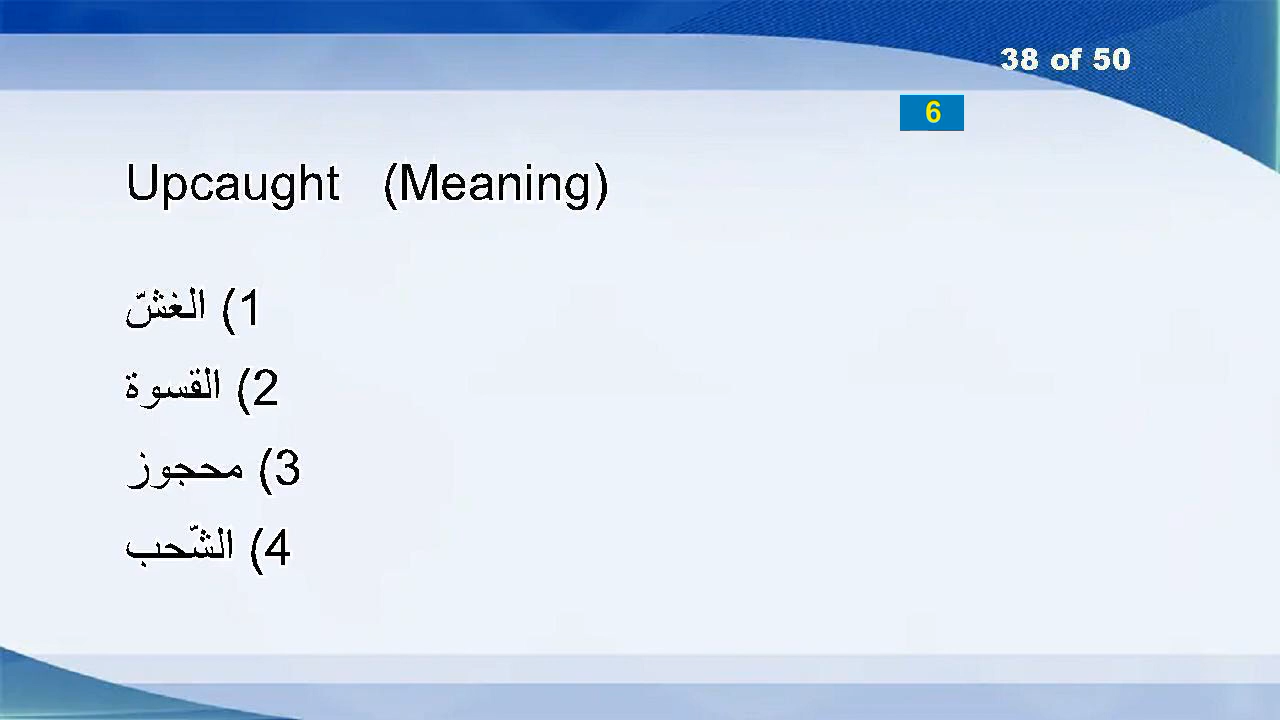 38 of 50
6
Upcaught (Meaning)
1) الغشّ
2) القسوة
3) محجوز
4) الشّحب